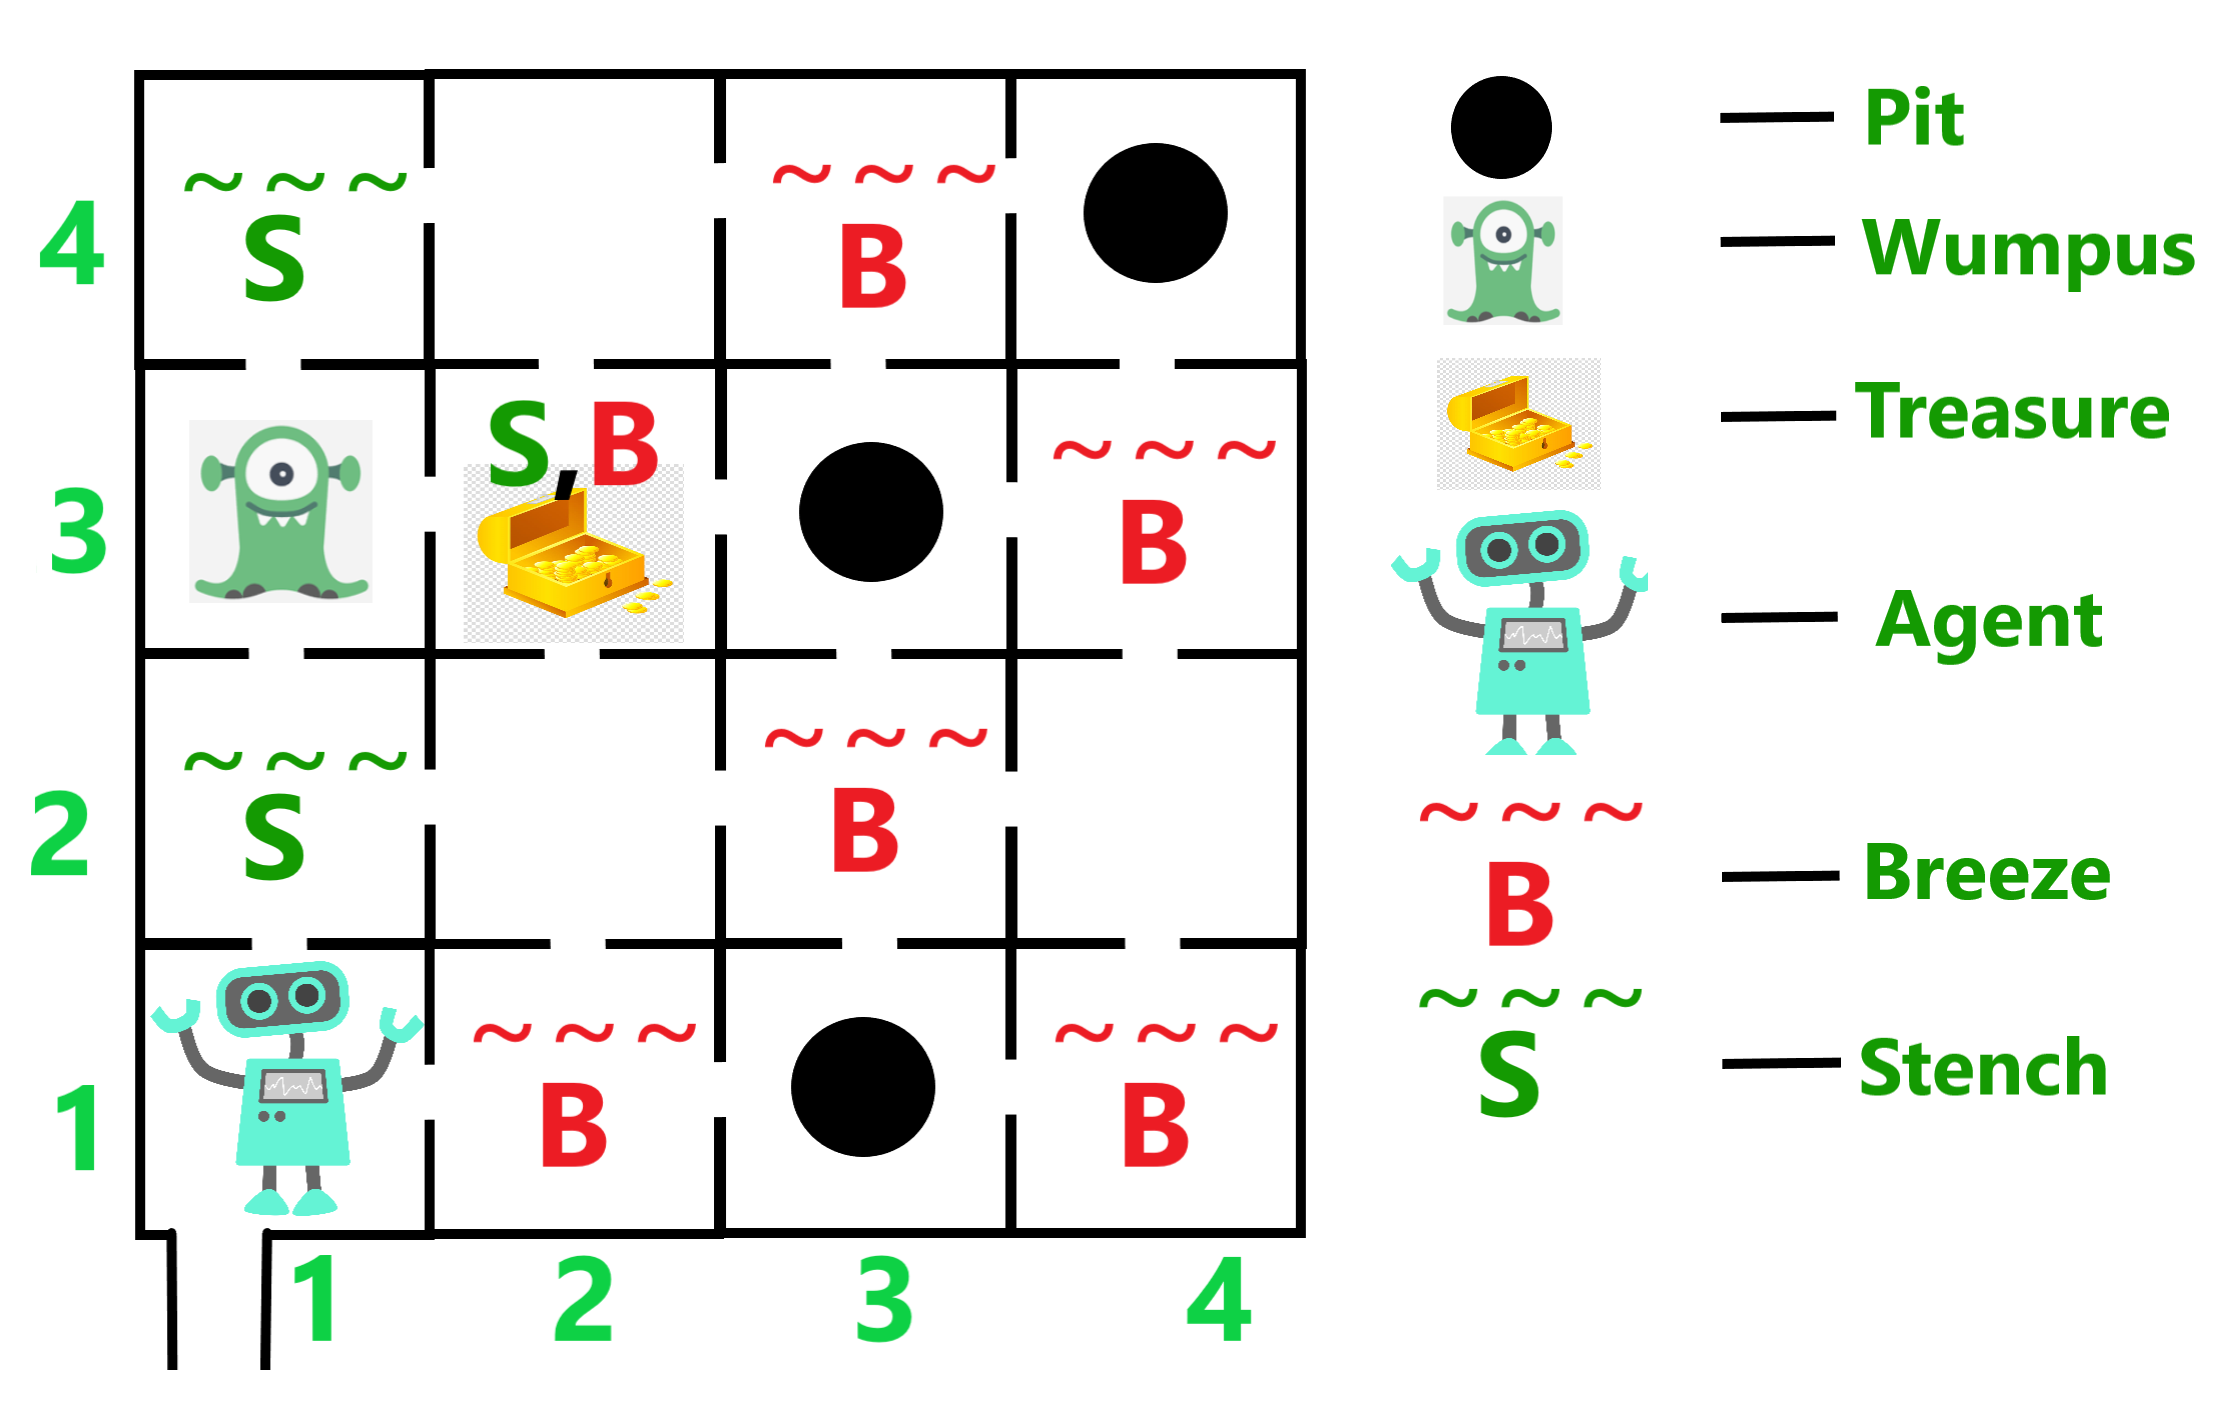 4 S B
3 S , B B
2 S B
1 B B
1 2 3 4
Pit
Wumpus
Treasure
Agent
B Breeze
S Stench